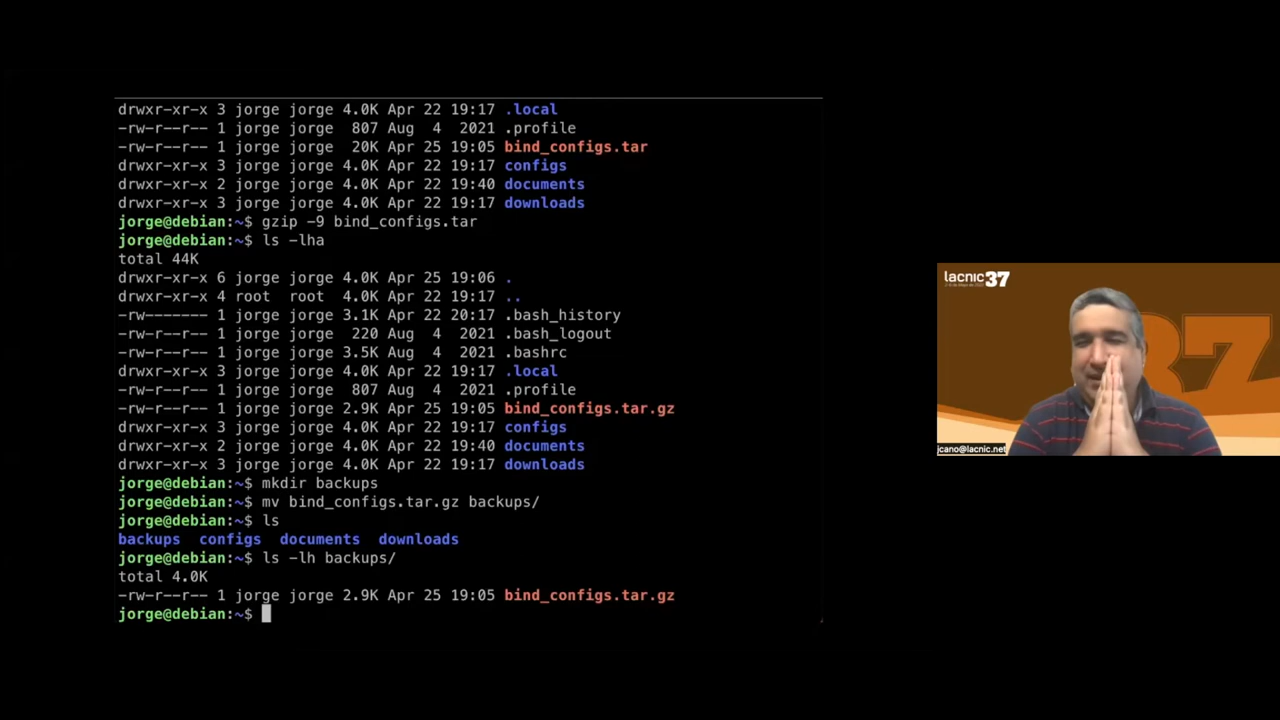 drwxr-xr-x 3 jorge jorge 4.0K Apr 22 19:17 .local
-rw-r--r-- 1 jorge jorge  807 Aug  4  2021 .profile
-rw-r--r-- 1 jorge jorge  20K Apr 25 19:05 bind_configs.tar
drwxr-xr-x 3 jorge jorge 4.0K Apr 22 19:17 configs
drwxr-xr-x 2 jorge jorge 4.0K Apr 22 19:40 documents
drwxr-xr-x 3 jorge jorge 4.0K Apr 22 19:17 downloads
jorge@debian:~$ gzip -9 bind_configs.tar
jorge@debian:~$ ls -lha
total 44K
drwxr-xr-x 6 jorge jorge 4.0K Apr 25 19:06 .
drwxr-xr-x 4 root  root  4.0K Apr 22 19:17 ..
-rw------- 1 jorge jorge 3.1K Apr 22 20:17 .bash_history
-rw-r--r-- 1 jorge jorge  220 Aug  4  2021 .bash_logout
-rw-r--r-- 1 jorge jorge 3.5K Aug  4  2021 .bashrc
drwxr-xr-x 3 jorge jorge 4.0K Apr 22 19:17 .local
-rw-r--r-- 1 jorge jorge  807 Aug  4  2021 .profile
-rw-r--r-- 1 jorge jorge 2.9K Apr 25 19:05 bind_configs.tar.gz
drwxr-xr-x 3 jorge jorge 4.0K Apr 22 19:17 configs
drwxr-xr-x 2 jorge jorge 4.0K Apr 22 19:40 documents
drwxr-xr-x 3 jorge jorge 4.0K Apr 22 19:17 downloads
jorge@debian:~$ mkdir backups
jorge@debian:~$ mv bind_configs.tar.gz backups/
jorge@debian:~$ ls
backups  configs  documents  downloads
jorge@debian:~$ ls -lh backups/
total 4.0K
-rw-r--r-- 1 jorge jorge 2.9K Apr 25 19:05 bind_configs.tar.gz
jorge@debian:~$
lacnic 37
37
jcano@lacnic.net